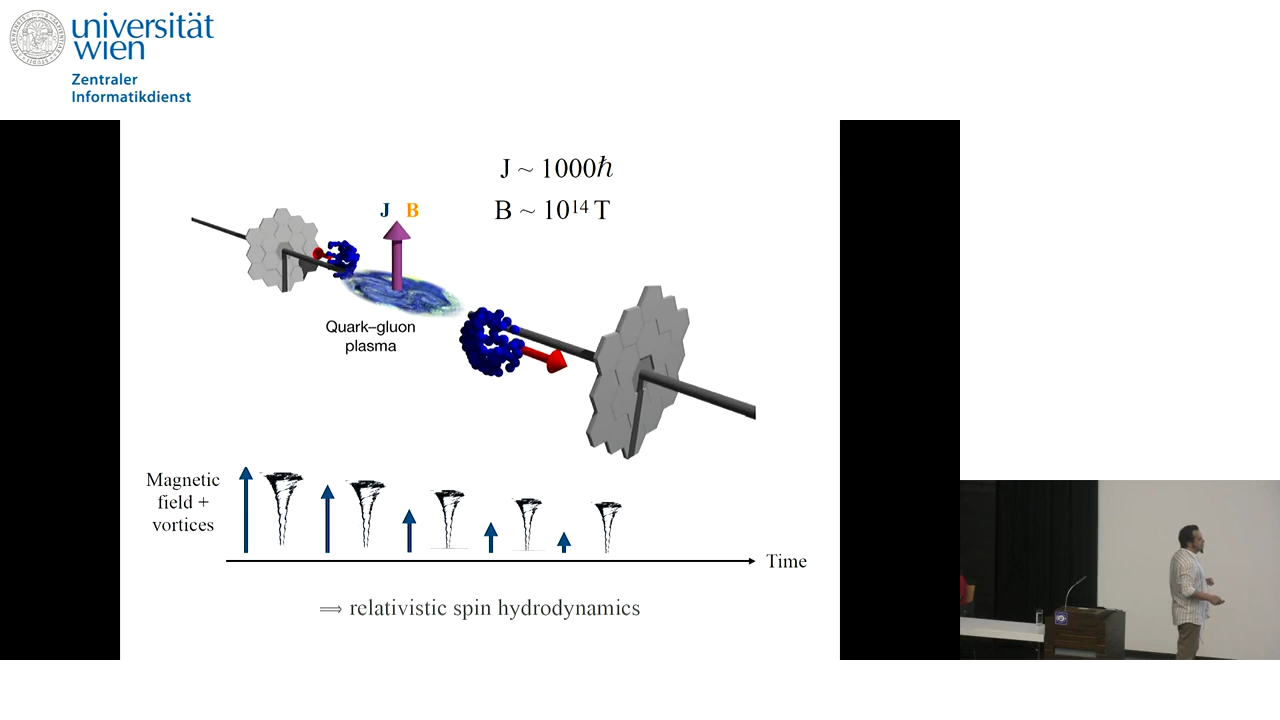 universität
wien
Zentraler
Informatikdienst
J ~ 1000ℏ
B ~ 10¹⁴ T
J B
Quark–gluon
plasma
Magnetic
field +
vortices
Time
⟹ relativistic spin hydrodynamics